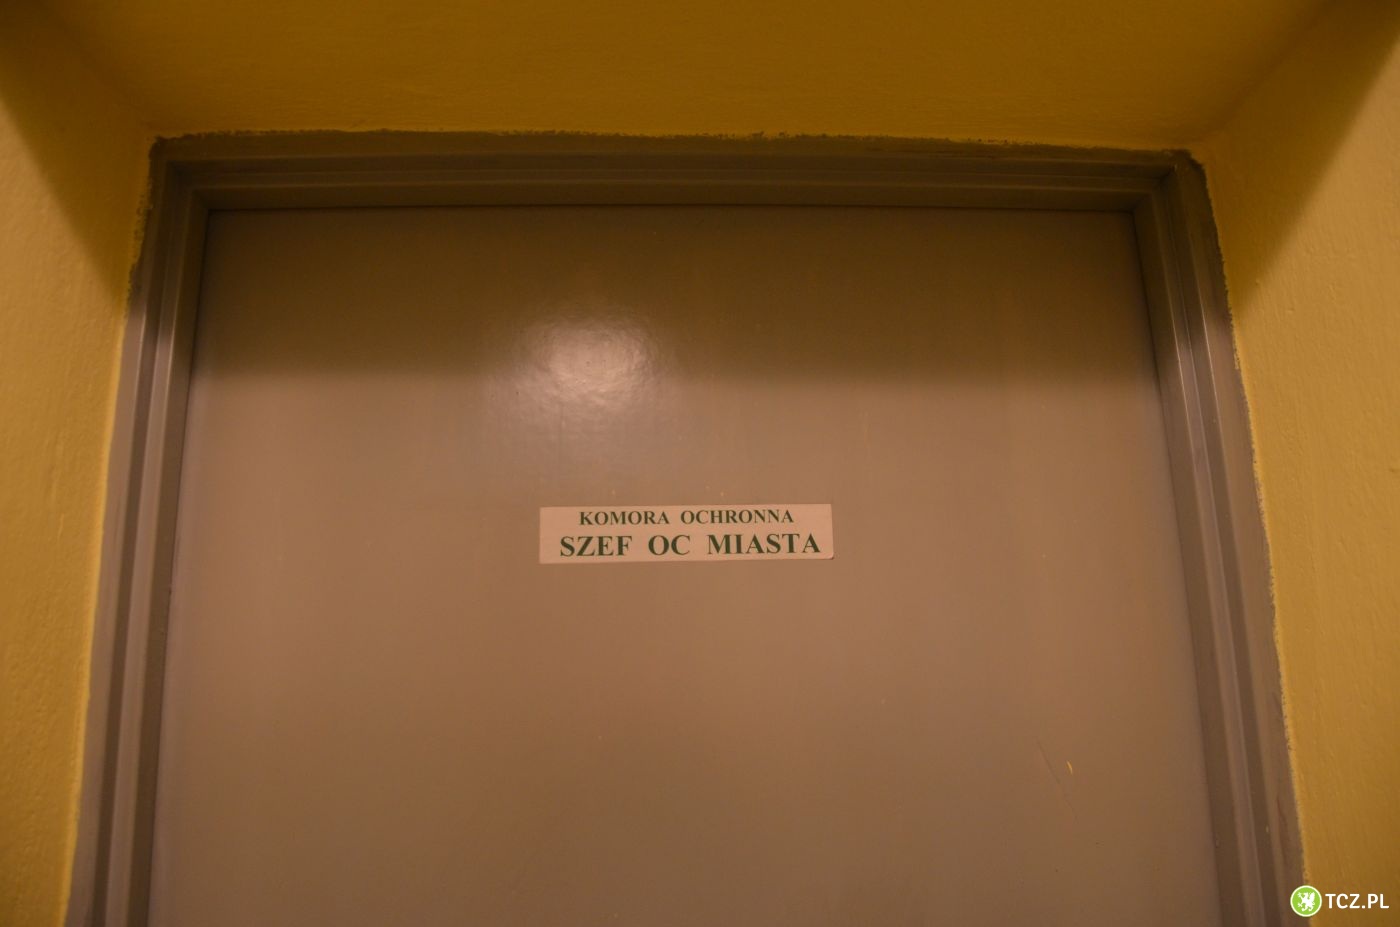 KOMORA OCHRONNA
SZEF OC MIASTA
TCZ.PL